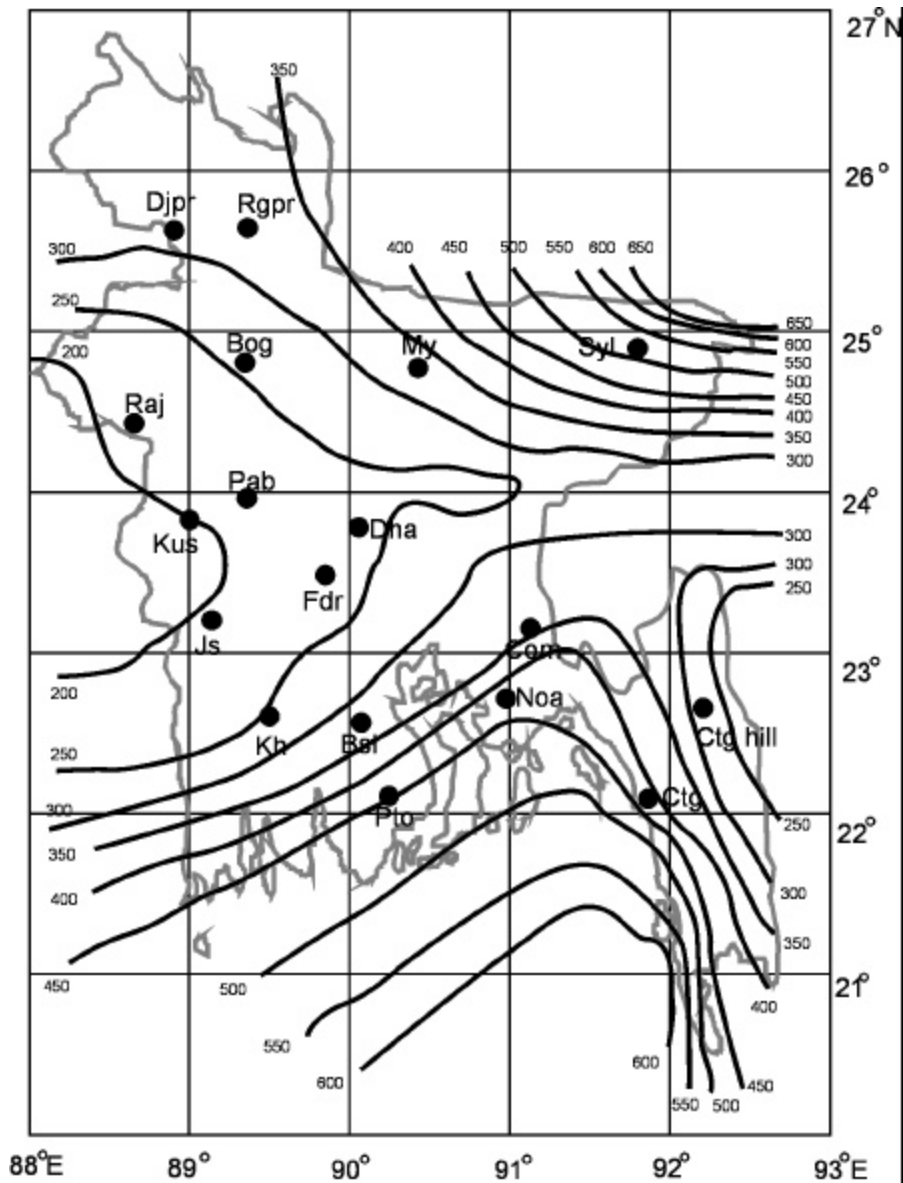 27°N
350
26°
Djpr Rgpr
300
400 450 500 550 600 650
250
650
25°
200
Bog My Syl
600
550
500
450
Raj
400
350
300
24°
Pab
Kus Dha
300
300
Fdr
250
Js Com
23°
200
Noa
Kh Bsl Ctg hill
250
300 Pto Ctg
250
22°
350
400
300
350
450 500
21°
400
550
600
600
450
550 500
88°E 89° 90° 91° 92° 93°E